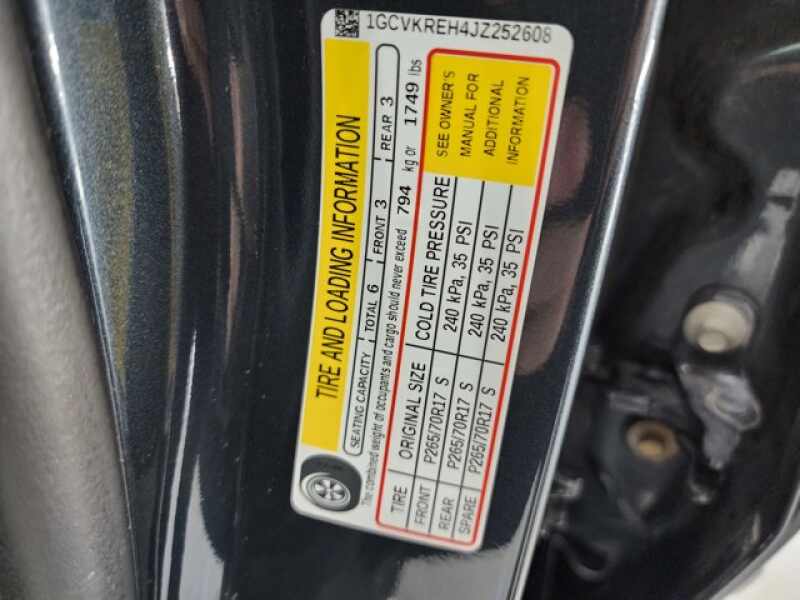 1GCVKREH4JZ252608
TIRE AND LOADING INFORMATION
SEATING CAPACITY TOTAL 6 FRONT 3 REAR 3
The combined weight of occupants and cargo should never exceed 794 kg or 1749 lbs
TIRE ORIGINAL SIZE COLD TIRE PRESSURE
FRONT P265/70R17 S 240 kPa, 35 PSI
REAR P265/70R17 S 240 kPa, 35 PSI
SPARE P265/70R17 S 240 kPa, 35 PSI
SEE OWNER'S
MANUAL FOR
ADDITIONAL
INFORMATION